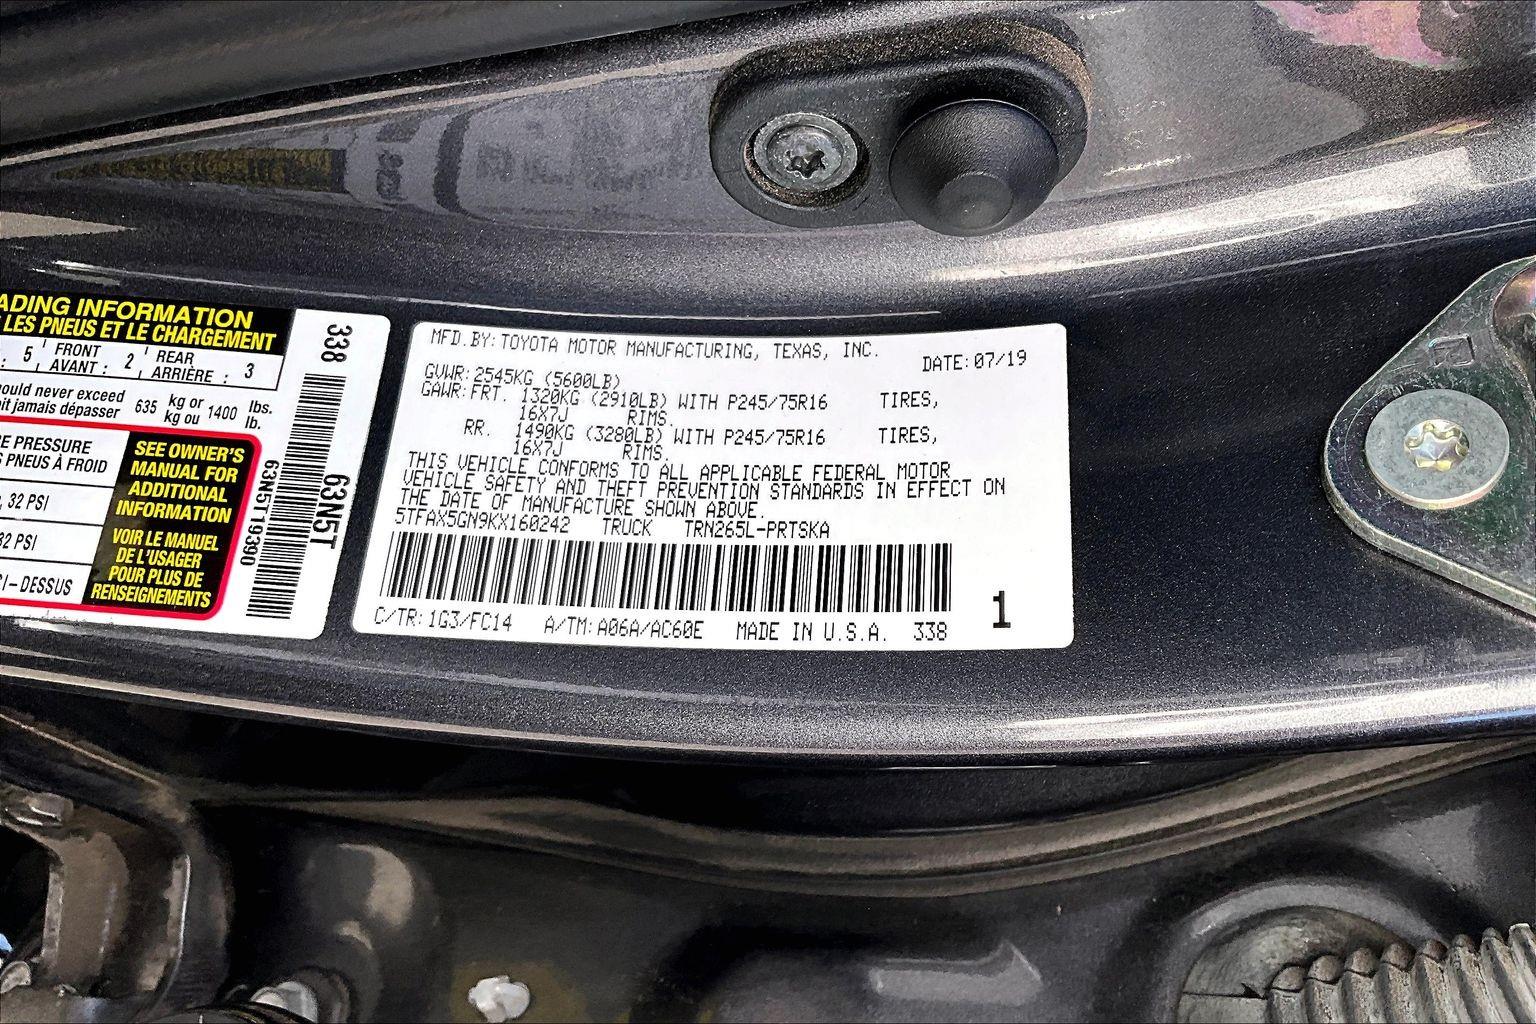 ADING INFORMATION
LES PNEUS ET LE CHARGEMENT
: 5 FRONT AVANT : 2 REAR ARRIÈRE : 3
ould never exceed
it jamais dépasser 635 kg or kg ou 1400 lbs. lb.
E PRESSURE
PNEUS À FROID
, 32 PSI
32 PSI
CI-DESSUS
SEE OWNER'S
MANUAL FOR
ADDITIONAL
INFORMATION
VOIR LE MANUEL
DE L'USAGER
POUR PLUS DE
RENSEIGNEMENTS
338
63N5T
63N5T19390
MFD.BY: TOYOTA MOTOR MANUFACTURING, TEXAS, INC.
DATE: 07/19
GVWR: 2545KG (5600LB)
GAWR: FRT. 1320KG (2910LB) WITH P245/75R16 TIRES,
16X7J RIMS.
RR. 1490KG (3280LB) WITH P245/75R16 TIRES,
16X7J RIMS.
THIS VEHICLE CONFORMS TO ALL APPLICABLE FEDERAL MOTOR
VEHICLE SAFETY AND THEFT PREVENTION STANDARDS IN EFFECT ON
THE DATE OF MANUFACTURE SHOWN ABOVE.
5TFAX5GN9KX160242 TRUCK TRN265L-PRTSKA
C/TR: 1G3/FC14 A/TM: A06A/AC60E MADE IN U.S.A. 338
1